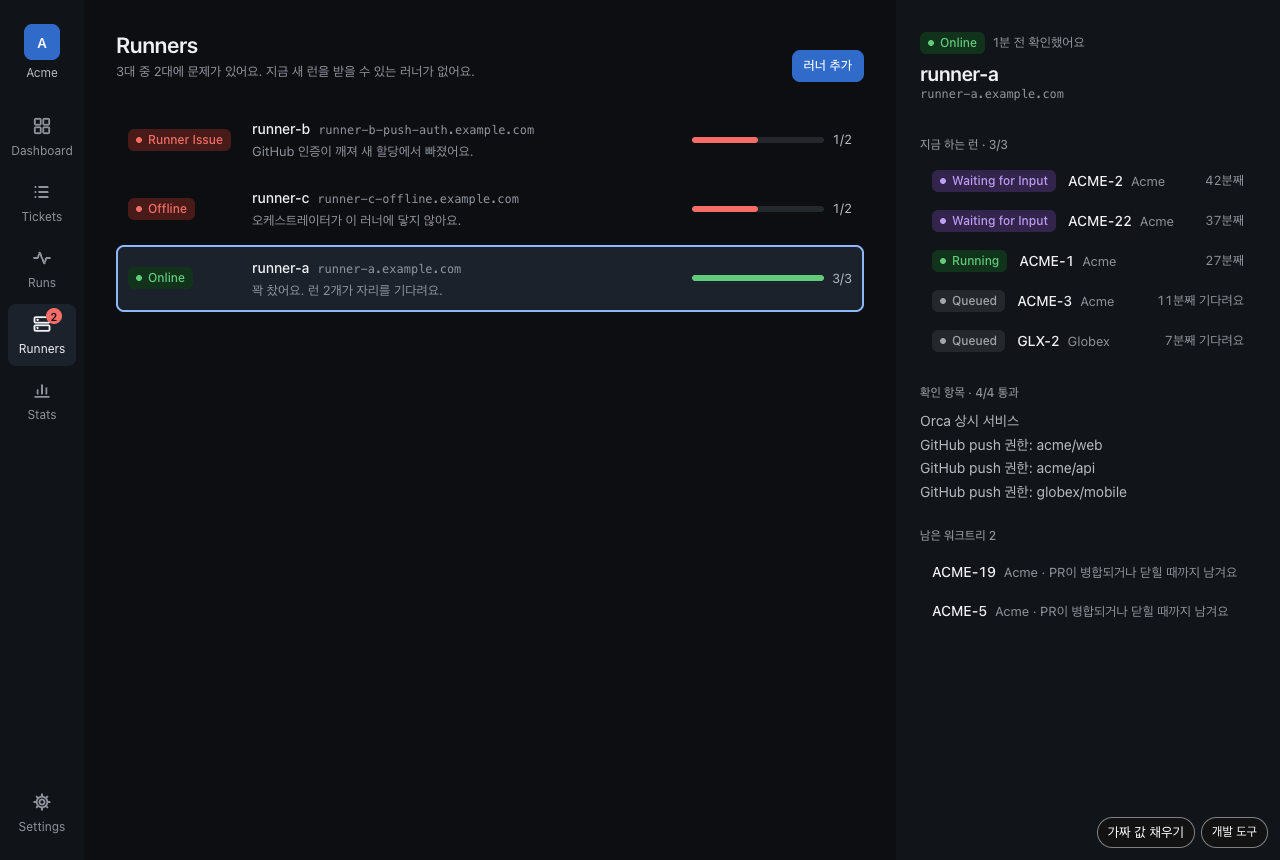 A
Acme
Dashboard
Tickets
Runs
2
Runners
Stats
Settings
Runners
3대 중 2대에 문제가 있어요. 지금 새 런을 받을 수 있는 러너가 없어요.
러너 추가
Runner Issue
runner-b runner-b-push-auth.example.com
GitHub 인증이 깨져 새 할당에서 빠졌어요.
1/2
Offline
runner-c runner-c-offline.example.com
오케스트레이터가 이 러너에 닿지 않아요.
1/2
Online
runner-a runner-a.example.com
꽉 찼어요. 런 2개가 자리를 기다려요.
3/3
Online 1분 전 확인했어요
runner-a
runner-a.example.com
지금 하는 런 · 3/3
Waiting for Input ACME-2 Acme 42분째
Waiting for Input ACME-22 Acme 37분째
Running ACME-1 Acme 27분째
Queued ACME-3 Acme 11분째 기다려요
Queued GLX-2 Globex 7분째 기다려요
확인 항목 · 4/4 통과
Orca 상시 서비스
GitHub push 권한: acme/web
GitHub push 권한: acme/api
GitHub push 권한: globex/mobile
남은 워크트리 2
ACME-19 Acme · PR이 병합되거나 닫힐 때까지 남겨요
ACME-5 Acme · PR이 병합되거나 닫힐 때까지 남겨요
가짜 값 채우기
개발 도구